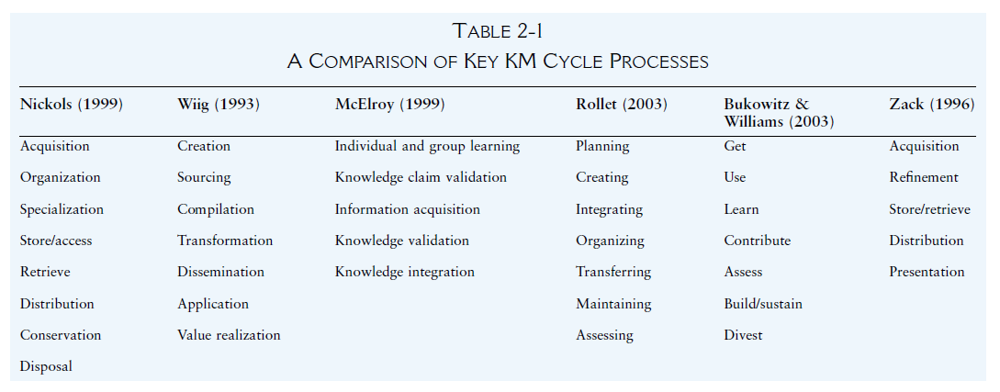 TABLE 2-1
A COMPARISON OF KEY KM CYCLE PROCESSES
Nickols (1999) Wiig (1993) McElroy (1999) Rollet (2003) Bukowitz & Williams (2003) Zack (1996)
Acquisition Creation Individual and group learning Planning Get Acquisition
Organization Sourcing Knowledge claim validation Creating Use Refinement
Specialization Compilation Information acquisition Integrating Learn Store/retrieve
Store/access Transformation Knowledge validation Organizing Contribute Distribution
Retrieve Dissemination Knowledge integration Transferring Assess Presentation
Distribution Application Maintaining Build/sustain
Conservation Value realization Assessing Divest
Disposal